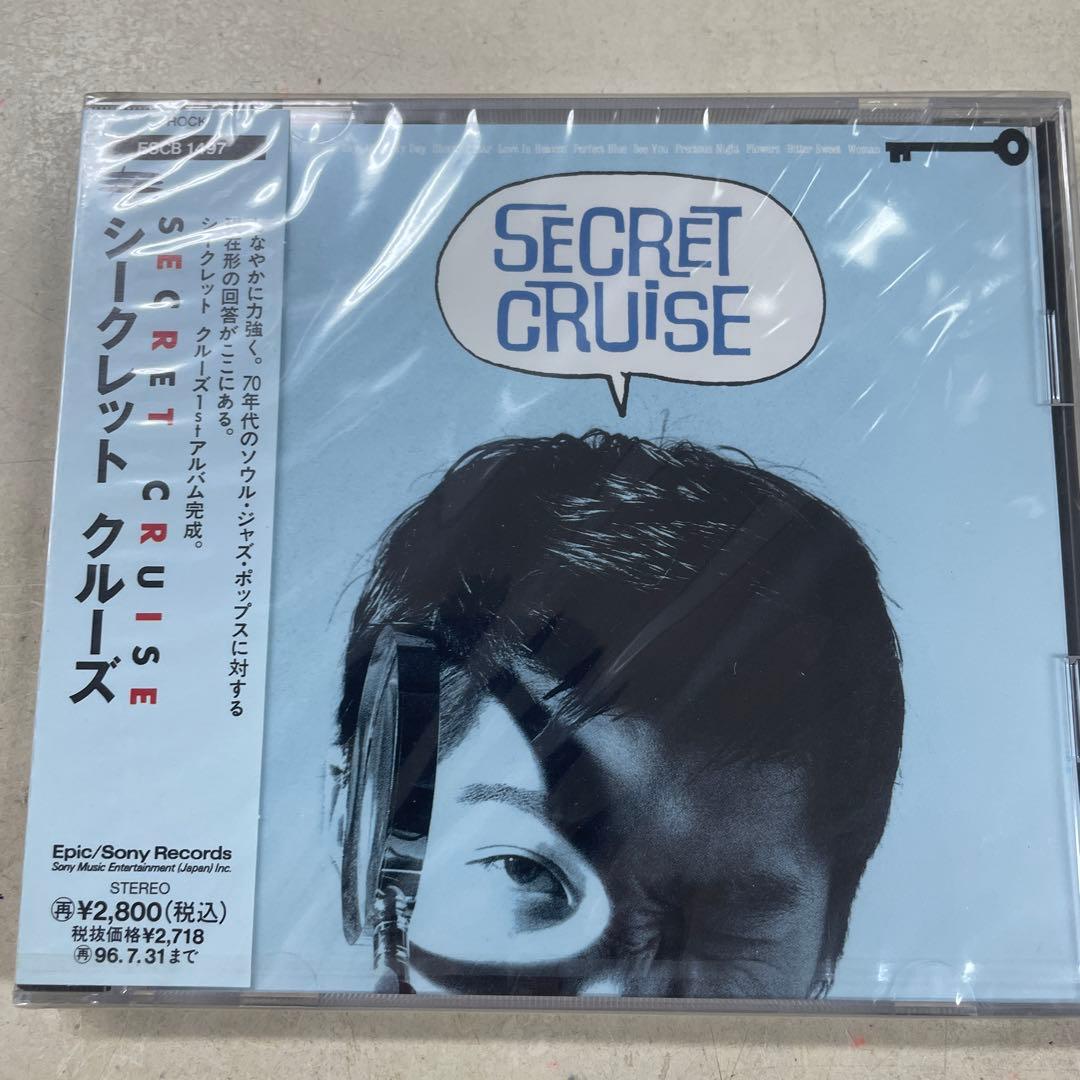 ROCK
ESCB 1497
シークレット クルーズ
SECRET CRUISE
なやかに力強く。70年代のソウル・ジャズ・ポップスに対する
在形の回答がここにある。
シークレット クルーズ1stアルバム完成。
Day
Love In Heaven Perfect Blue See You Precious Night Flowers Bitter Sweet Woman
SECRET
CRUiSE
Epic/Sony Records
Sony Music Entertainment (Japan) Inc.
STEREO
再¥2,800(税込)
税抜価格¥2,718
再96.7.31まで